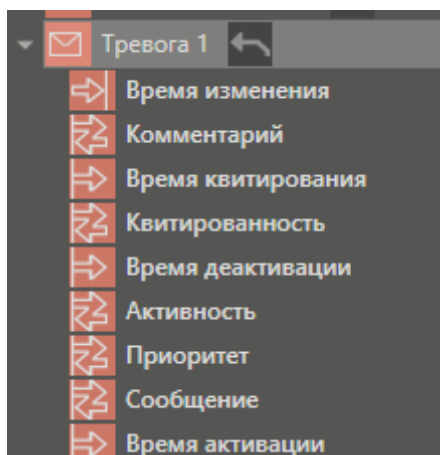 Тревога 1
Время изменения
Комментарий
Время квитирования
Квитированность
Время деактивации
Активность
Приоритет
Сообщение
Время активации